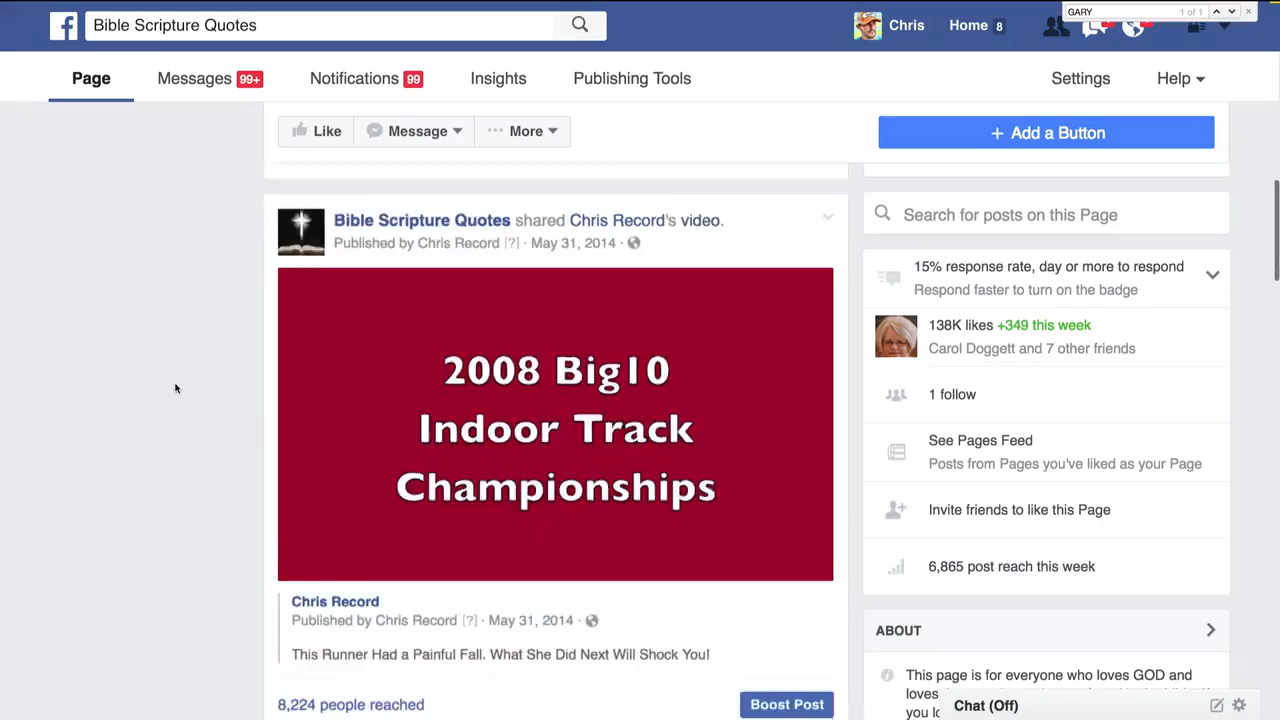 GARY
1 of 1
Bible Scripture Quotes
Chris
Home 8
Page
Messages 99+
Notifications 99
Insights
Publishing Tools
Settings
Help
Like
Message
More
+ Add a Button
Bible Scripture Quotes shared Chris Record's video.
Published by Chris Record [?] · May 31, 2014 ·
2008 Big10
Indoor Track
Championships
Chris Record
Published by Chris Record [?] · May 31, 2014 ·
This Runner Had a Painful Fall. What She Did Next Will Shock You!
8,224 people reached
Boost Post
Search for posts on this Page
15% response rate, day or more to respond
Respond faster to turn on the badge
138K likes +349 this week
Carol Doggett and 7 other friends
1 follow
See Pages Feed
Posts from Pages you've liked as your Page
Invite friends to like this Page
6,865 post reach this week
ABOUT
This page is for everyone who loves GOD and
loves
you
Chat (Off)